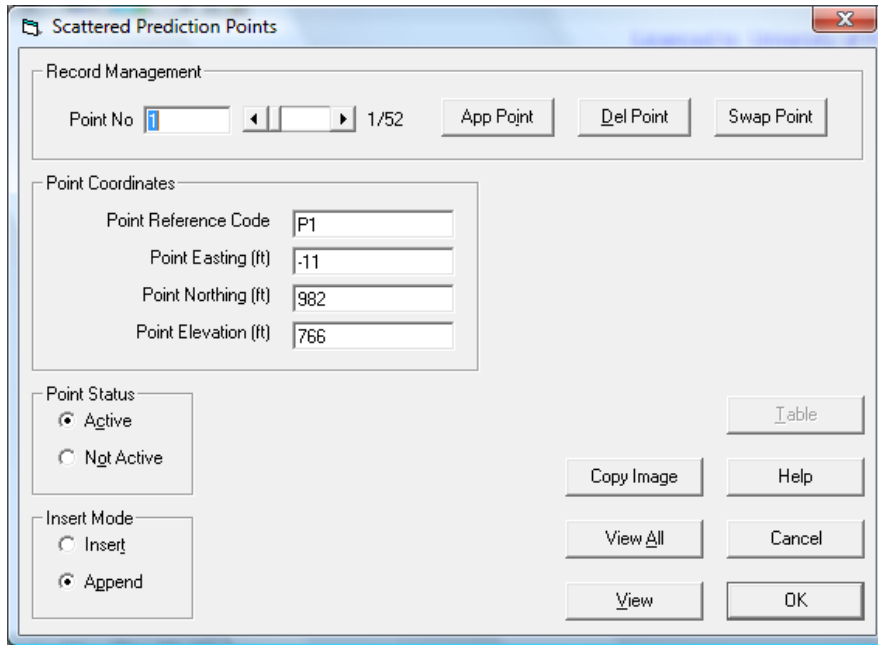 Scattered Prediction Points
Record Management
Point No 1 1/52 App Point Del Point Swap Point
Point Coordinates
Point Reference Code P1
Point Easting (ft) -11
Point Northing (ft) 982
Point Elevation (ft) 766
Point Status
Active
Not Active
Table
Copy Image Help
Insert Mode
Insert
View All Cancel
Append
View OK